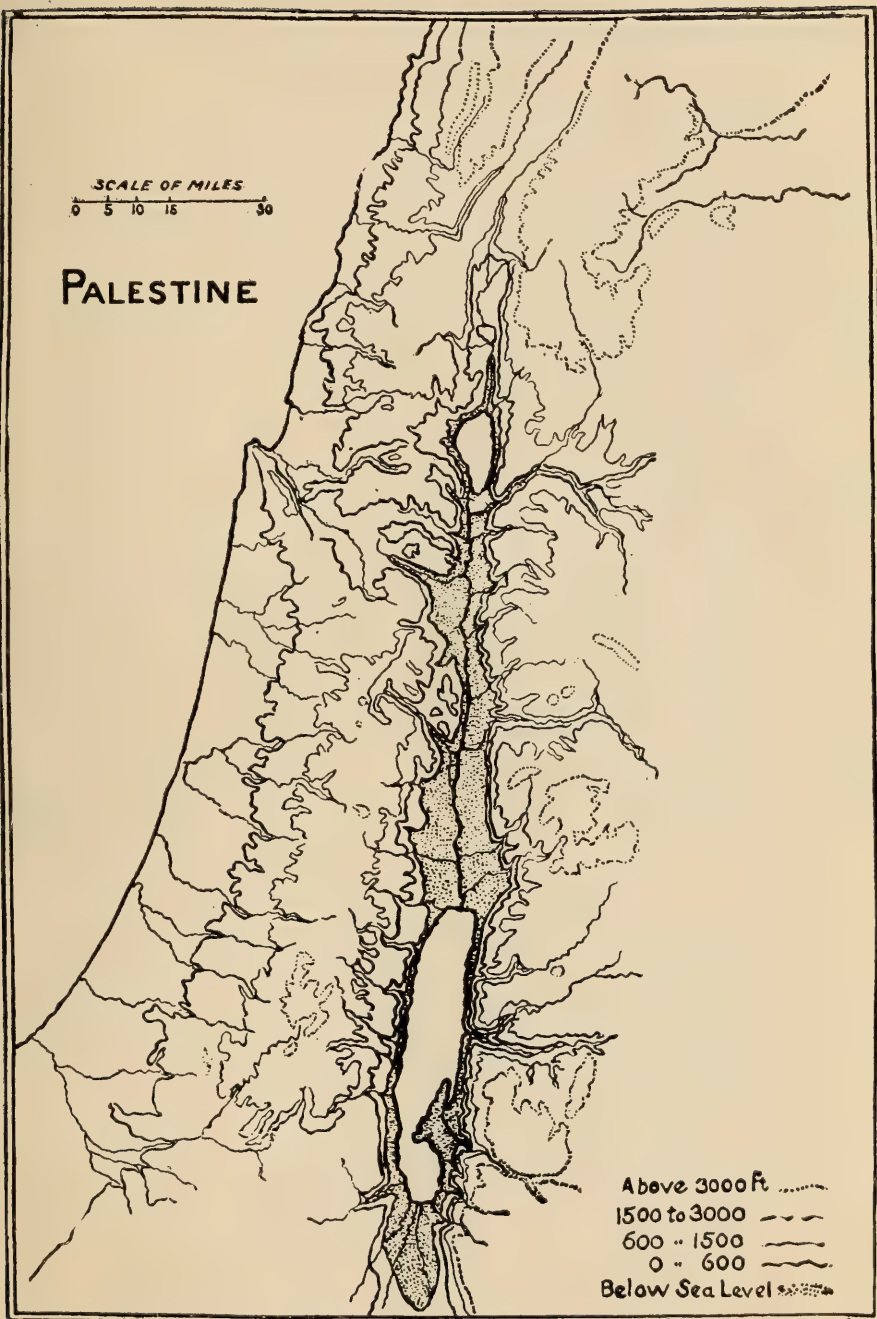 SCALE OF MILES
0 5 10 15 30
PALESTINE
Above 3000 Ft ........
1500 to 3000 — — —
600 " 1500 ———
0 " 600 ———
Below Sea Level